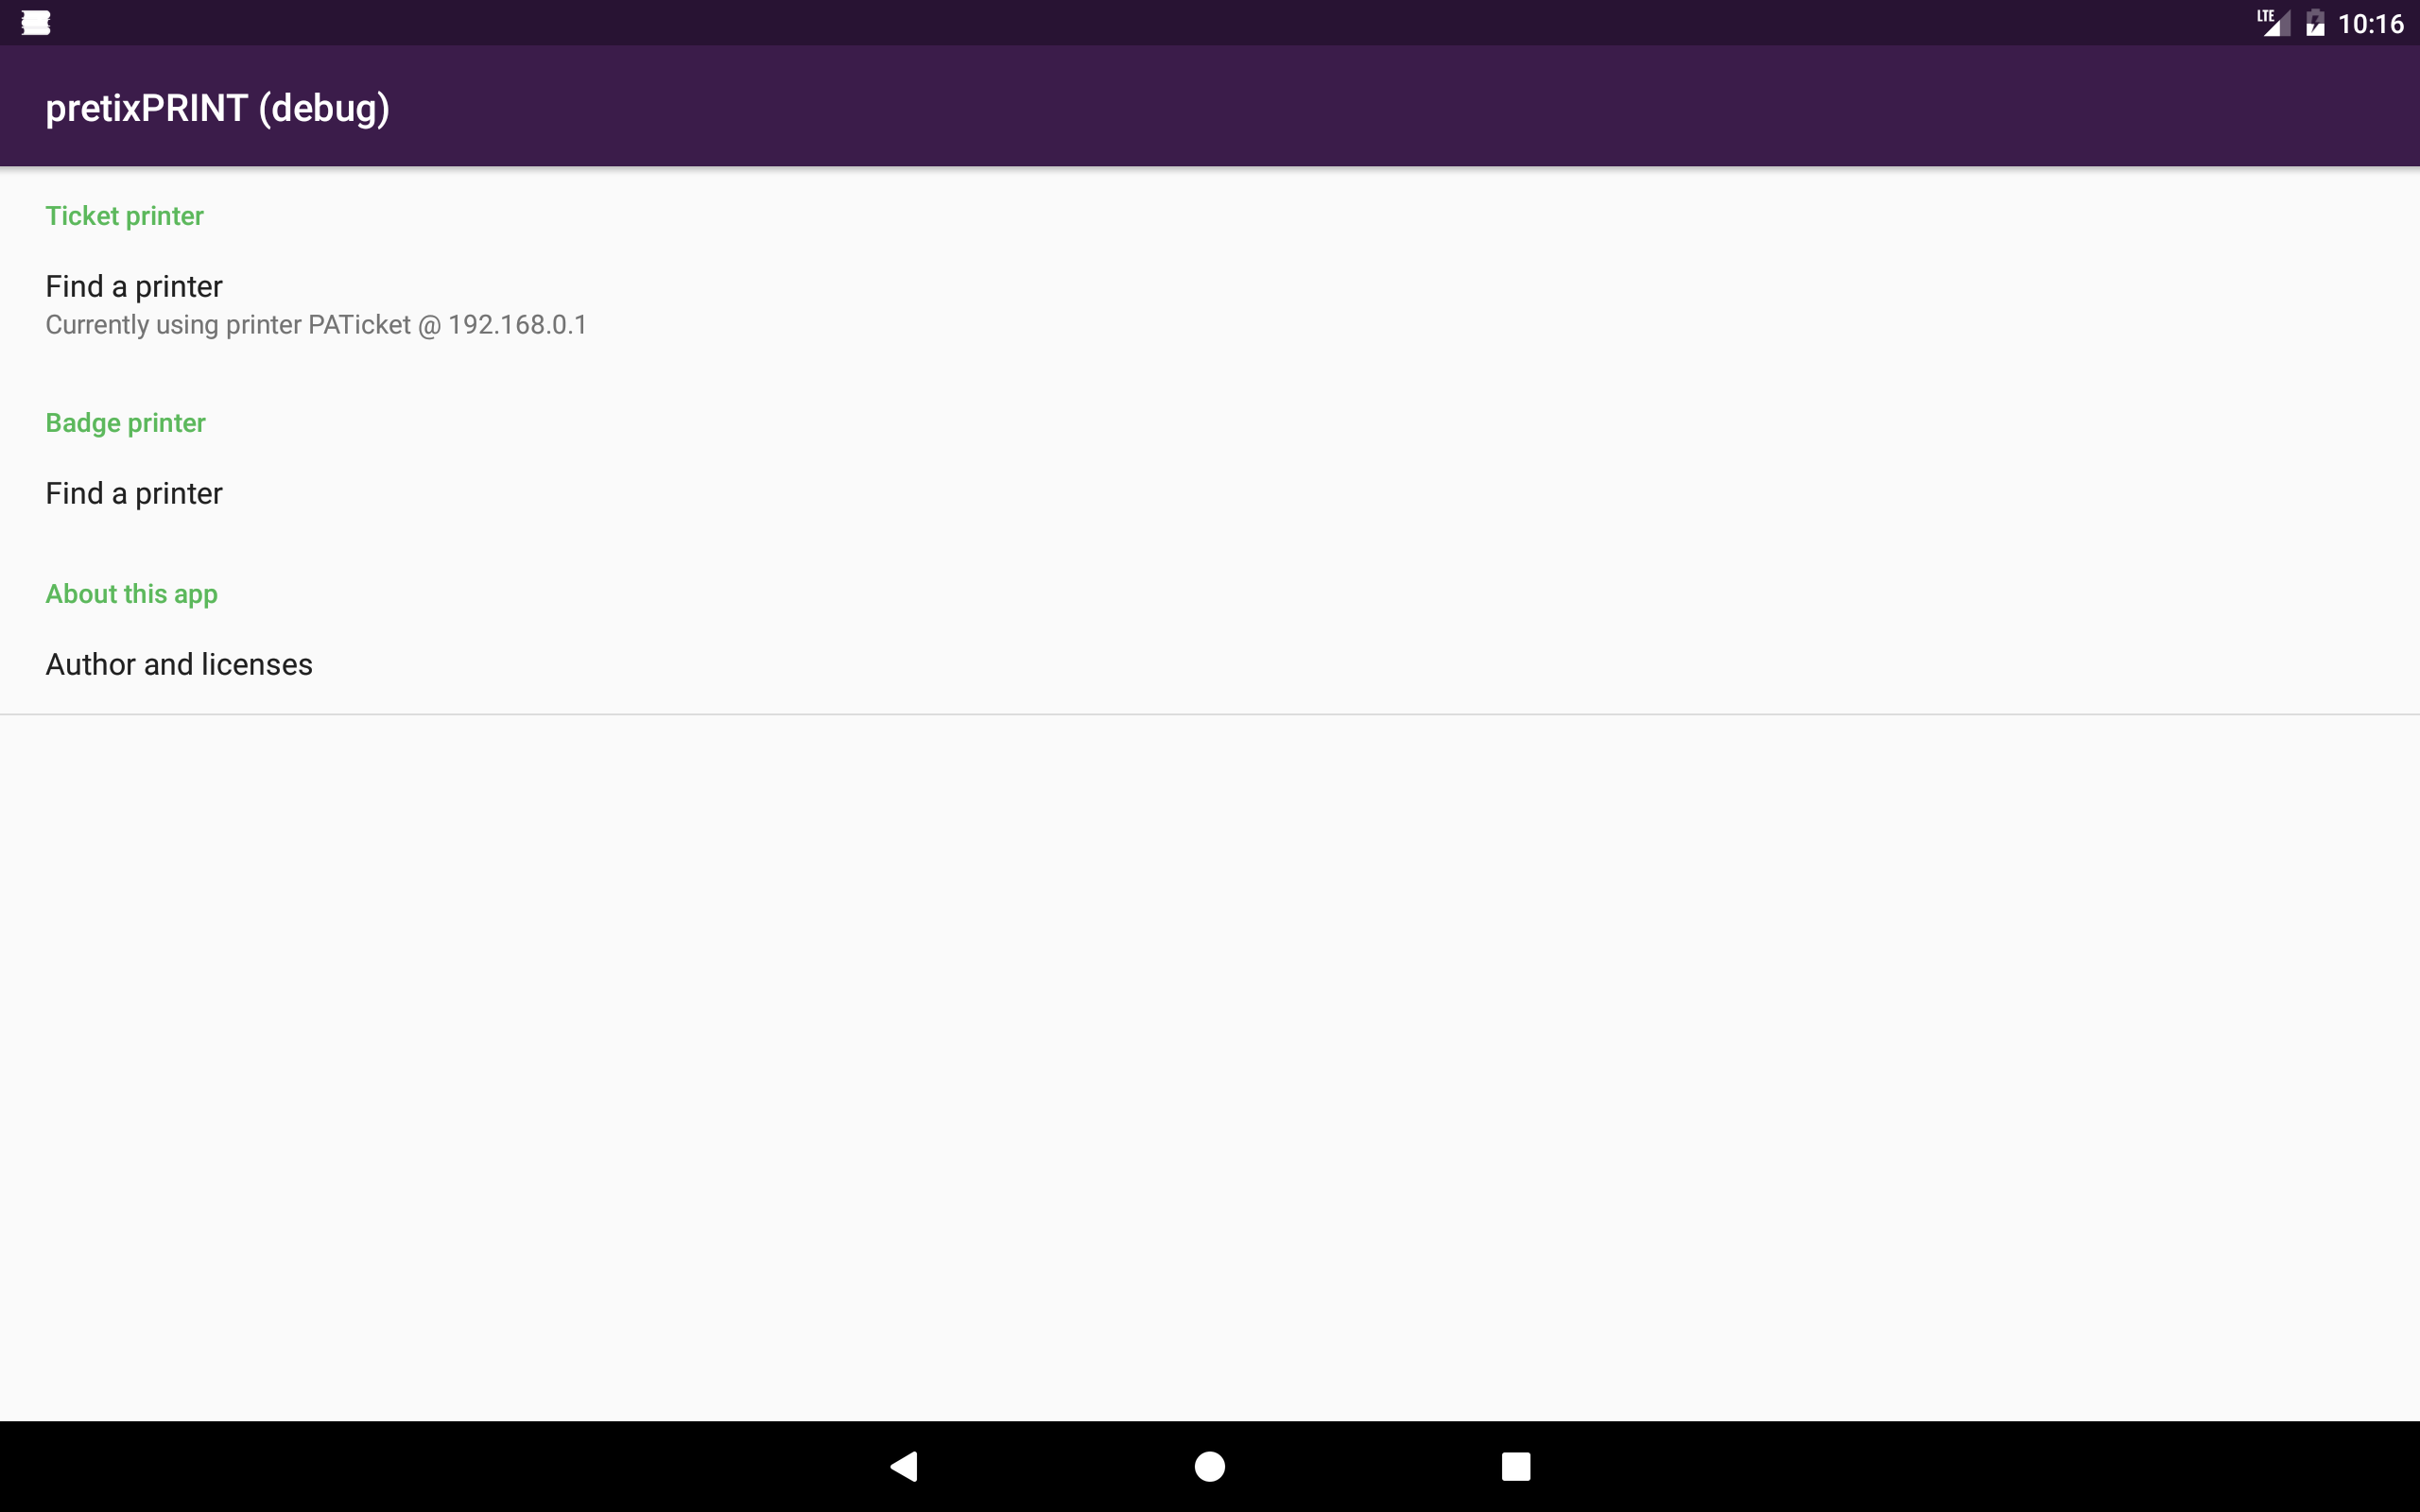 LTE 10:16
pretixPRINT (debug)
Ticket printer
Find a printer
Currently using printer PATicket @ 192.168.0.1
Badge printer
Find a printer
About this app
Author and licenses